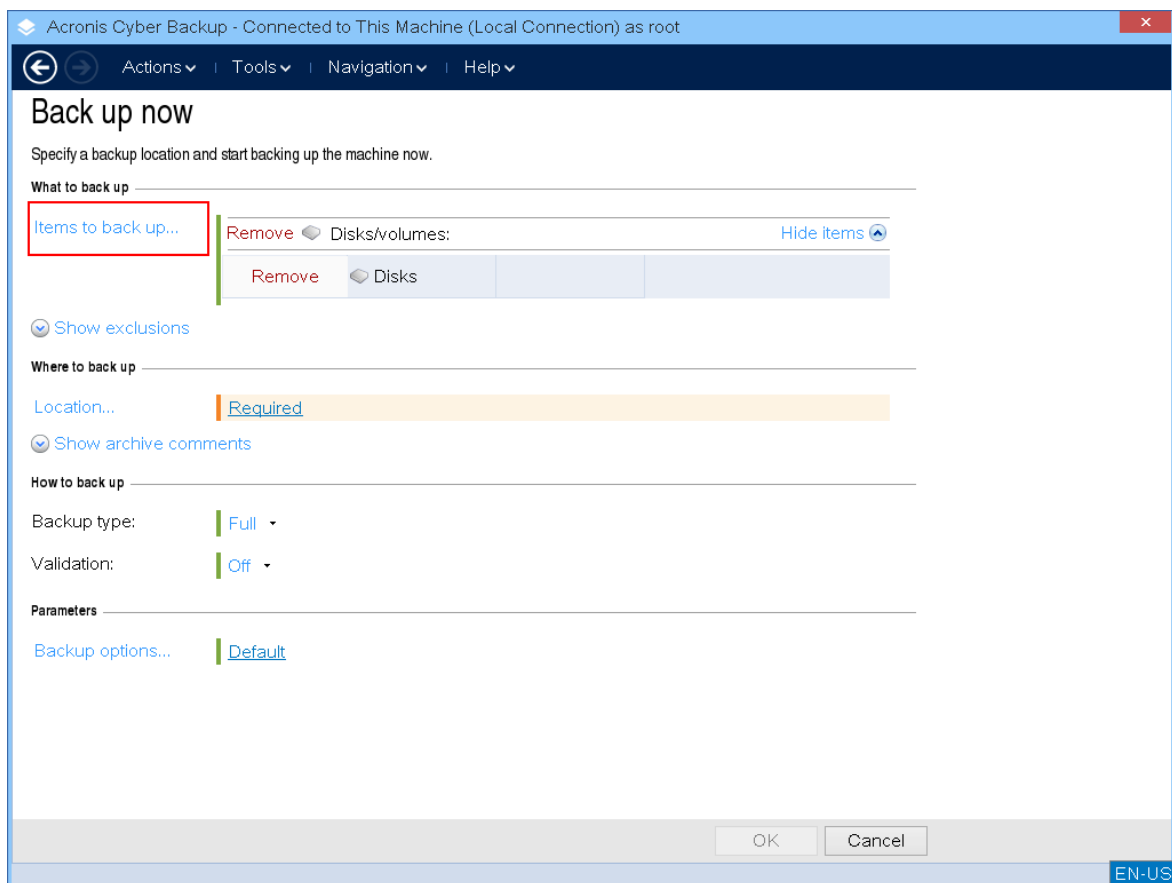 Acronis Cyber Backup - Connected to This Machine (Local Connection) as root
Actions Tools Navigation Help
Back up now
Specify a backup location and start backing up the machine now.
What to back up
Items to back up...
Remove Disks/volumes: Hide items
Remove Disks
Show exclusions
Where to back up
Location... Required
Show archive comments
How to back up
Backup type: Full
Validation: Off
Parameters
Backup options... Default
OK Cancel
EN-US